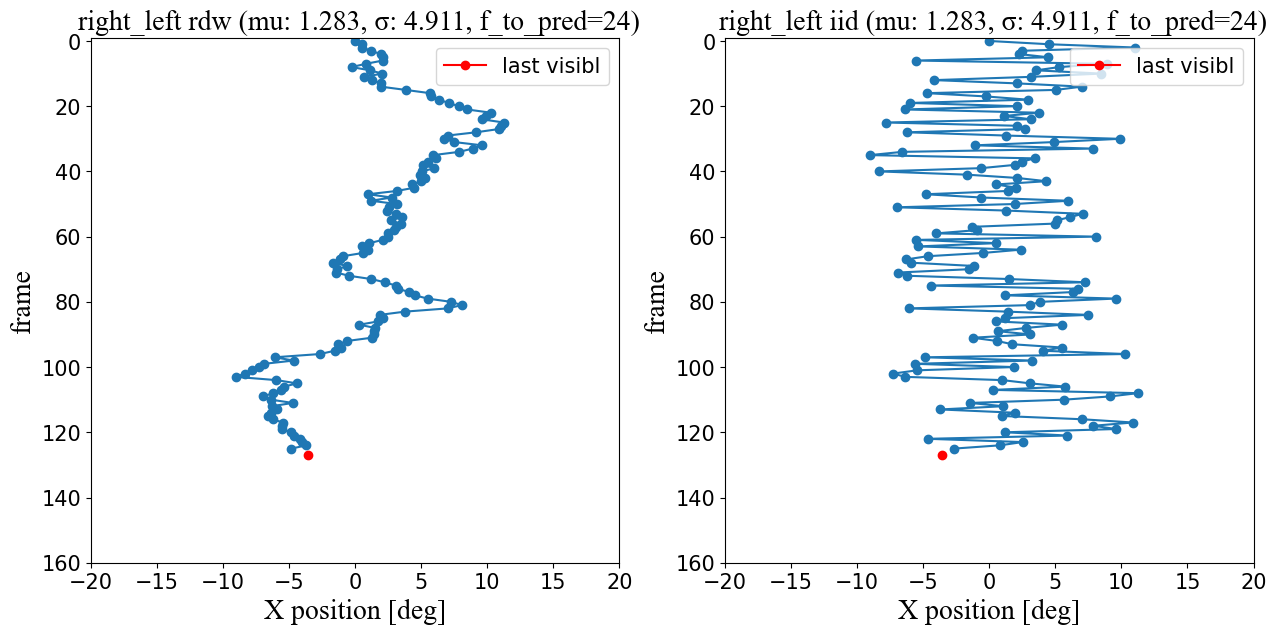 right_left rdw (mu: 1.283, σ: 4.911, f_to_pred=24)
last visibl
0
20
40
60
80
100
120
140
160
frame
−20 −15 −10 −5 0 5 10 15 20
X position [deg]
right_left iid (mu: 1.283, σ: 4.911, f_to_pred=24)
last visibl
0
20
40
60
80
100
120
140
160
frame
−20 −15 −10 −5 0 5 10 15 20
X position [deg]